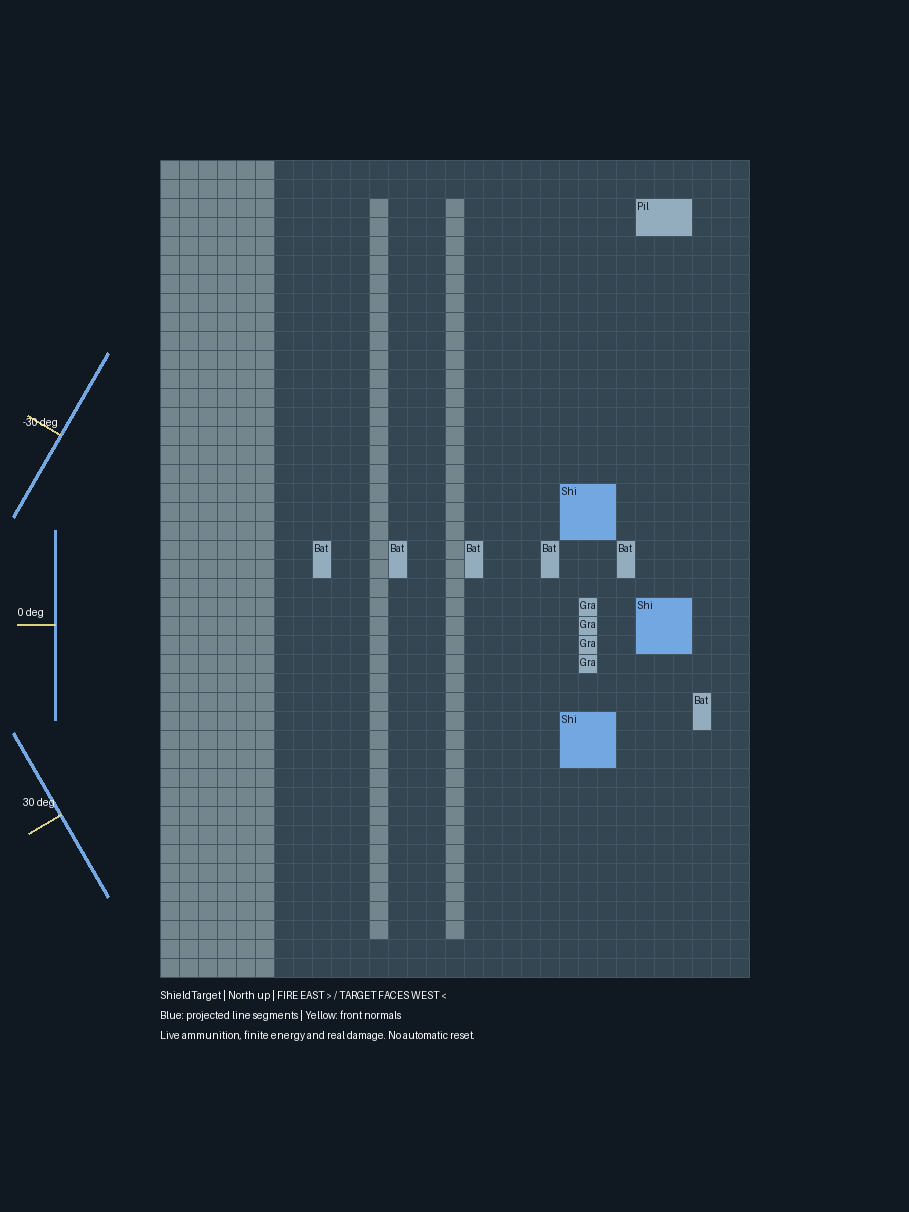 Pil
-30 deg
Shi
Bat
Bat
Bat
Bat
Bat
0 deg
Gra
Shi
Gra
Gra
Gra
Bat
Shi
30 deg
ShieldTarget | North up | FIRE EAST > / TARGET FACES WEST <
Blue: projected line segments | Yellow: front normals
Live ammunition, finite energy and real damage. No automatic reset.